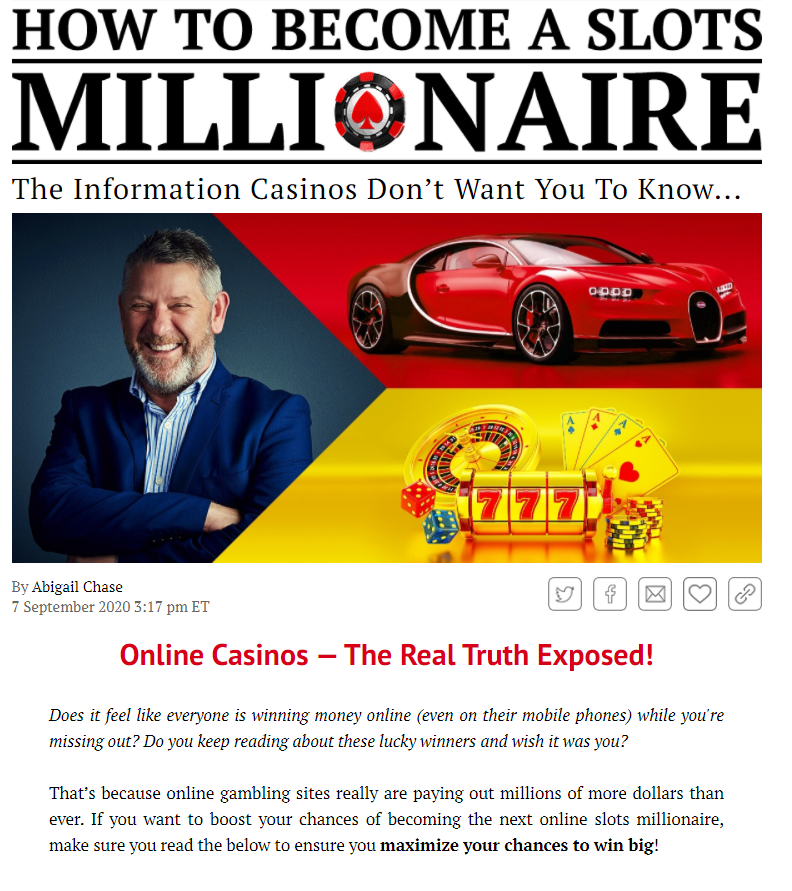 HOW TO BECOME A SLOTS
MILLIONAIRE
The Information Casinos Don’t Want You To Know...
A A A A
777
By Abigail Chase
7 September 2020 3:17 pm ET
Online Casinos — The Real Truth Exposed!
Does it feel like everyone is winning money online (even on their mobile phones) while you're
missing out? Do you keep reading about these lucky winners and wish it was you?
That’s because online gambling sites really are paying out millions of more dollars than
ever. If you want to boost your chances of becoming the next online slots millionaire,
make sure you read the below to ensure you maximize your chances to win big!